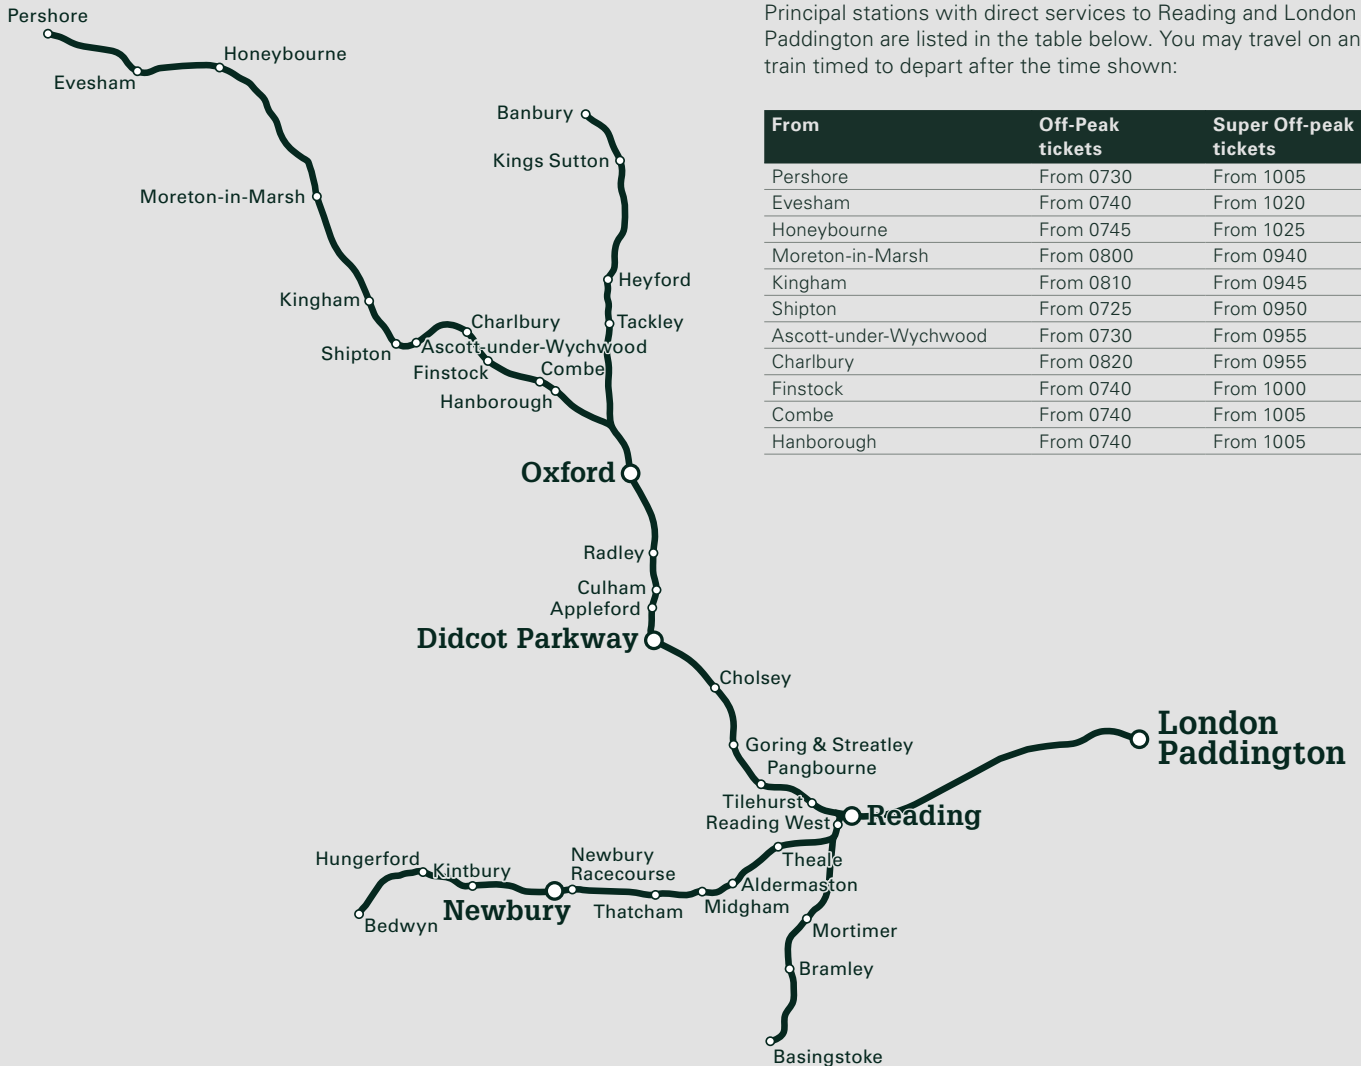 Principal stations with direct services to Reading and London
Paddington are listed in the table below. You may travel on an
train timed to depart after the time shown:
From Off-Peak tickets Super Off-peak tickets
Pershore From 0730 From 1005
Evesham From 0740 From 1020
Honeybourne From 0745 From 1025
Moreton-in-Marsh From 0800 From 0940
Kingham From 0810 From 0945
Shipton From 0725 From 0950
Ascott-under-Wychwood From 0730 From 0955
Charlbury From 0820 From 0955
Finstock From 0740 From 1000
Combe From 0740 From 1005
Hanborough From 0740 From 1005
Pershore
Evesham
Honeybourne
Moreton-in-Marsh
Kingham
Shipton
Ascott-under-Wychwood
Charlbury
Finstock
Combe
Hanborough
Banbury
Kings Sutton
Heyford
Tackley
Oxford
Radley
Culham
Appleford
Didcot Parkway
Cholsey
Goring & Streatley
Pangbourne
Tilehurst
Reading West
Reading
London
Paddington
Theale
Aldermaston
Midgham
Thatcham
Newbury
Racecourse
Newbury
Kintbury
Hungerford
Bedwyn
Mortimer
Bramley
Basingstoke